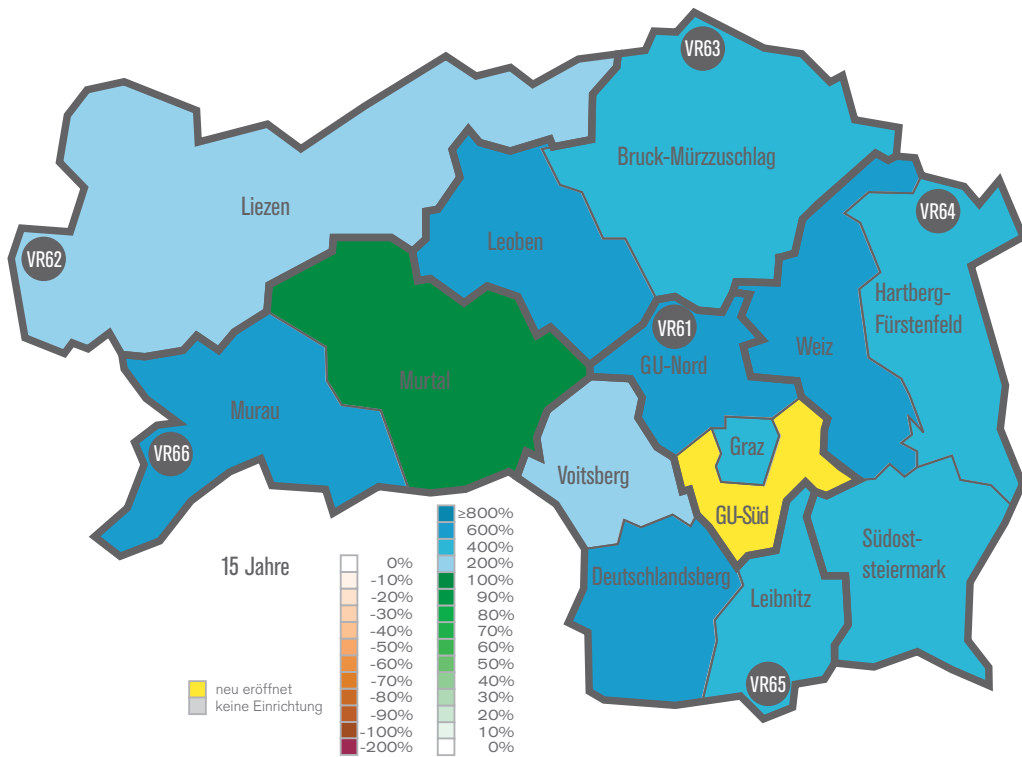 VR63
Bruck-Mürzzuschlag
Liezen
VR64
Leoben
VR62
Hartberg-
Fürstenfeld
VR61
GU-Nord
Weiz
Murtal
Murau
Graz
VR66
Voitsberg
GU-Süd
Südost-
steiermark
Deutschlandsberg
Leibnitz
VR65
15 Jahre
0%
-10%
-20%
-30%
-40%
-50%
-60%
-70%
-80%
-90%
-100%
-200%
≥800%
600%
400%
200%
100%
90%
80%
70%
60%
50%
40%
30%
20%
10%
0%
neu eröffnet
keine Einrichtung